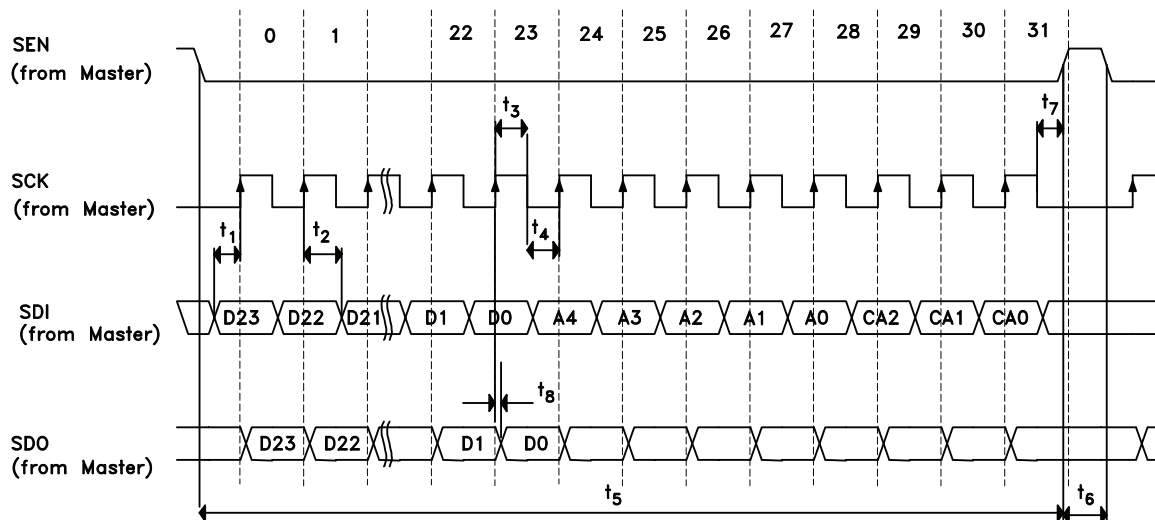 0 1 22 23 24 25 26 27 28 29 30 31
SEN
(from Master)
t3 t7
SCK
(from Master)
t1 t2 t4
SDI
(from Master)
D23 D22 D21 D1 D0 A4 A3 A2 A1 A0 CA2 CA1 CA0
t8
SDO
(from Master)
D23 D22 D1 D0
t5 t6